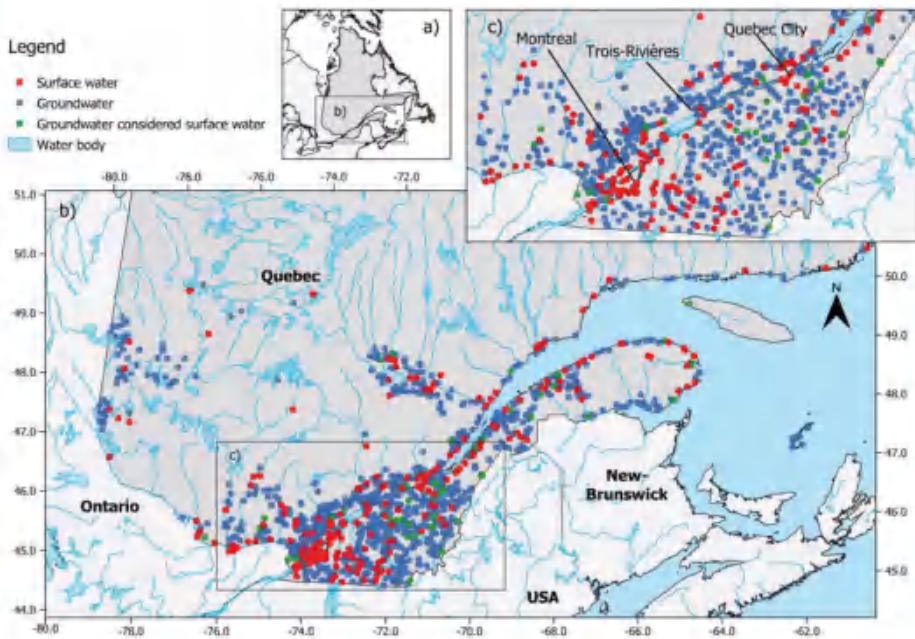 Legend
Surface water
Groundwater
Groundwater considered surface water
Water body
a)
b)
c)
Montreal
Trois-Rivières
Quebec City
-80.0 -78.0 -76.0 -74.0 -72.0 -70.0
b)
Quebec
N
c)
Ontario
New-
Brunswick
USA
51.0
50.0
49.0
48.0
47.0
46.0
45.0
44.0
50.0
49.0
48.0
47.0
46.0
45.0
-80.0 -78.0 -76.0 -74.0 -72.0 -70.0 -68.0 -66.0 -64.0 -62.0